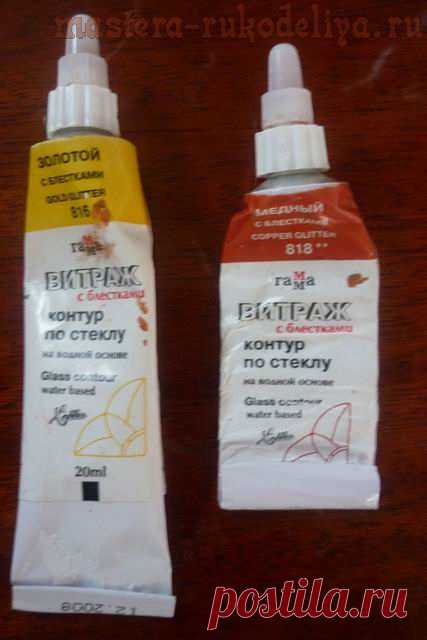 mastera-rukodeliya.ru
ЗОЛОТОЙ
С БЛЕСТКАМИ
GOLD GLITTER
816
гамма
ВИТРАЖ
с блестками
КОНТУР
ПО СТЕКЛУ
на водной основе
Glass contour
water based
20ml
12.2008
МЕДНЫЙ
С БЛЕСТКАМИ
COPPER GLITTER
818 **
гамма
ВИТРАЖ
с блестками
КОНТУР
ПО СТЕКЛУ
на водной основе
Glass contour
water based
postila.ru